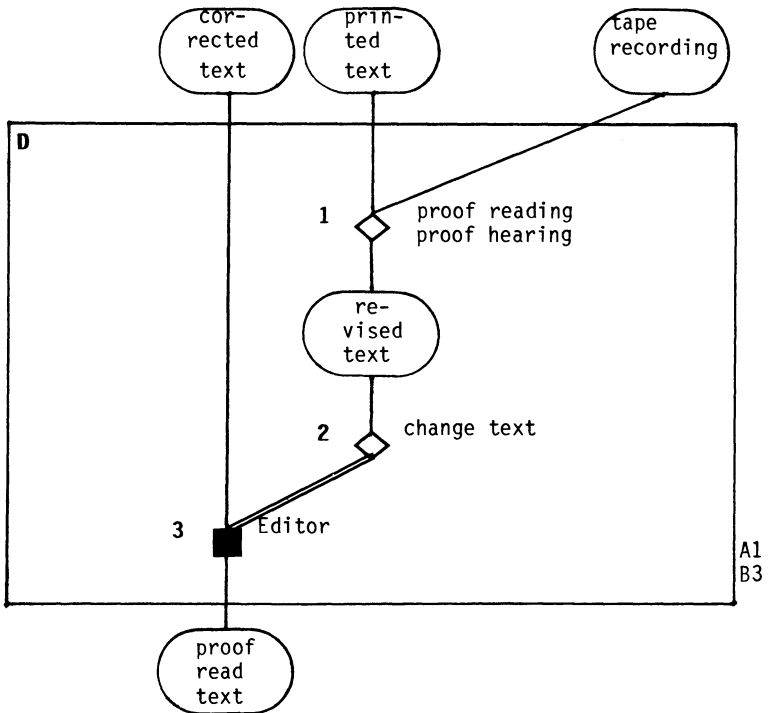 cor-
rected
text
prin-
ted
text
tape
recording
D
1
proof reading
proof hearing
re-
vised
text
2
change text
3
Editor
A1
B3
proof
read
text